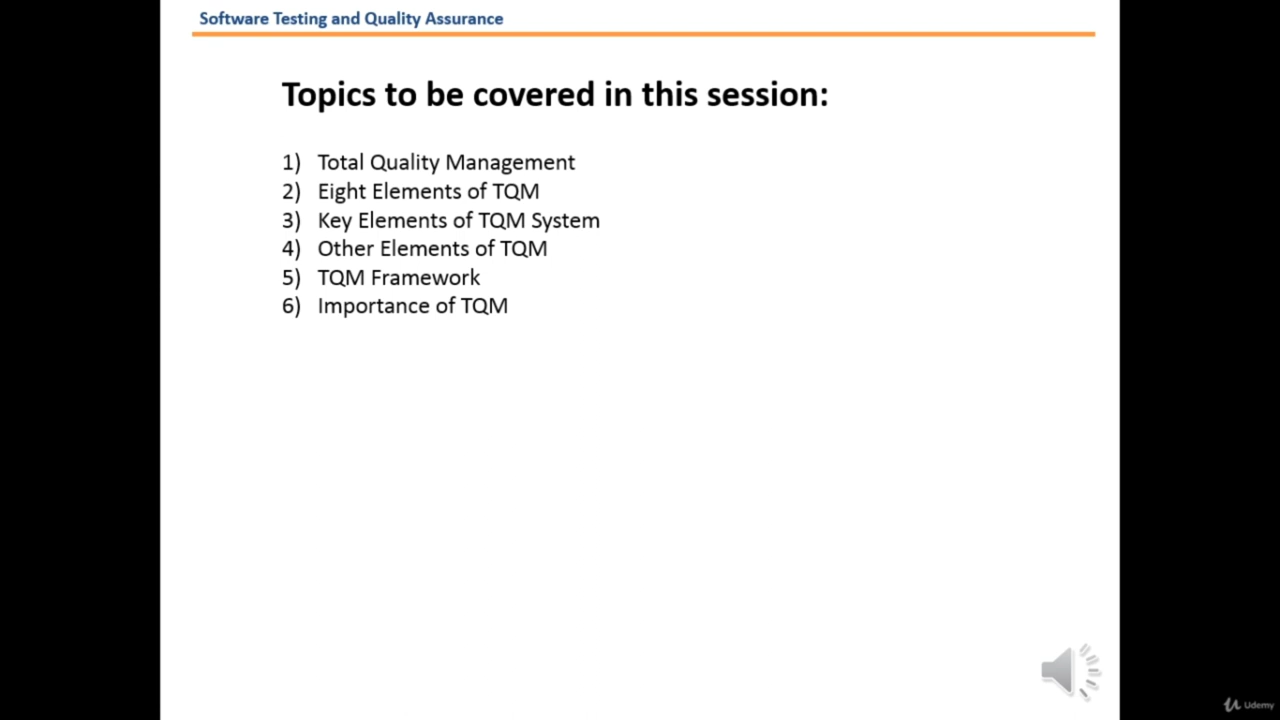 Software Testing and Quality Assurance
Topics to be covered in this session:
1) Total Quality Management
2) Eight Elements of TQM
3) Key Elements of TQM System
4) Other Elements of TQM
5) TQM Framework
6) Importance of TQM
Udemy